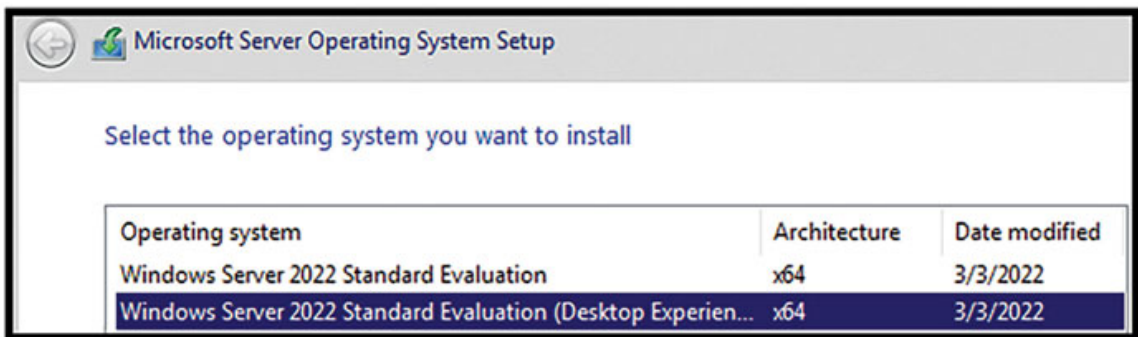 Microsoft Server Operating System Setup
Select the operating system you want to install
Operating system Architecture Date modified
Windows Server 2022 Standard Evaluation x64 3/3/2022
Windows Server 2022 Standard Evaluation (Desktop Experien... x64 3/3/2022